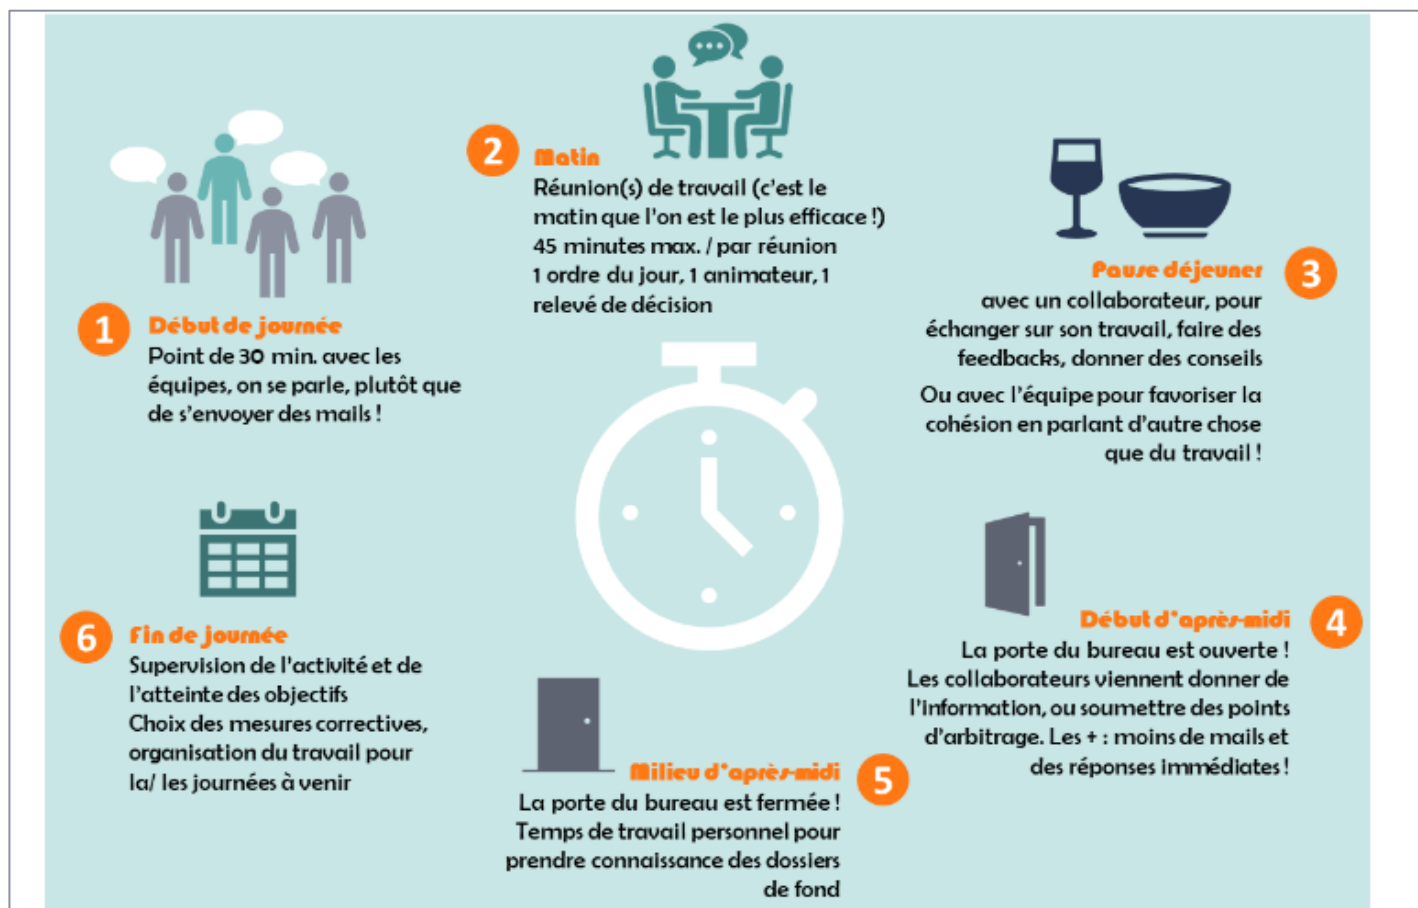 1
Début de journée
Point de 30 min. avec les
équipes, on se parle, plutôt que
de s'envoyer des mails !
2
Matin
Réunion(s) de travail (c'est le
matin que l'on est le plus efficace !)
45 minutes max. / par réunion
1 ordre du jour, 1 animateur, 1
relevé de décision
3
Pause déjeuner
avec un collaborateur, pour
échanger sur son travail, faire des
feedbacks, donner des conseils
Ou avec l'équipe pour favoriser la
cohésion en parlant d'autre chose
que du travail !
4
Début d'après-midi
La porte du bureau est ouverte !
Les collaborateurs viennent donner de
l'information, ou soumettre des points
d'arbitrage. Les + : moins de mails et
des réponses immédiates !
5
Milieu d'après-midi
La porte du bureau est fermée !
Temps de travail personnel pour
prendre connaissance des dossiers
de fond
6
Fin de journée
Supervision de l'activité et de
l'atteinte des objectifs
Choix des mesures correctives,
organisation du travail pour
la/ les journées à venir